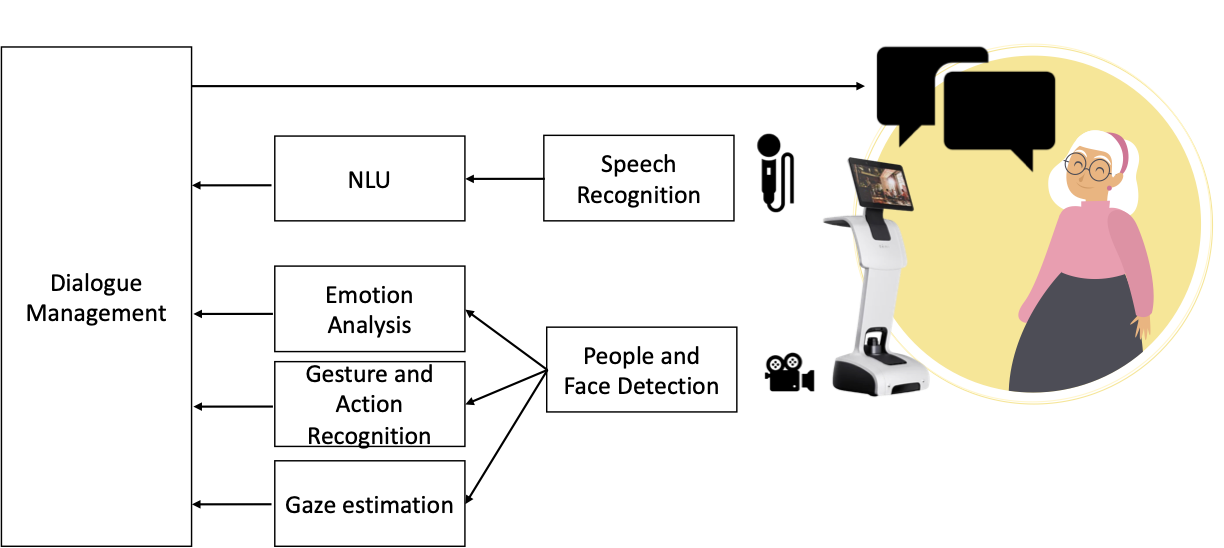 Dialogue
Management
NLU
Speech
Recognition
Emotion
Analysis
Gesture and
Action
Recognition
Gaze estimation
People and
Face Detection